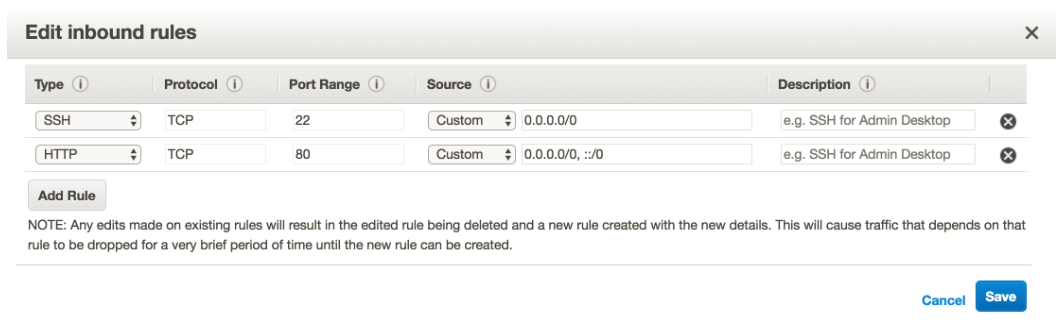 Edit inbound rules
Type Protocol Port Range Source Description
SSH TCP 22 Custom 0.0.0.0/0 e.g. SSH for Admin Desktop
HTTP TCP 80 Custom 0.0.0.0/0, ::/0 e.g. SSH for Admin Desktop
Add Rule
NOTE: Any edits made on existing rules will result in the edited rule being deleted and a new rule created with the new details. This will cause traffic that depends on that
rule to be dropped for a very brief period of time until the new rule can be created.
Cancel Save